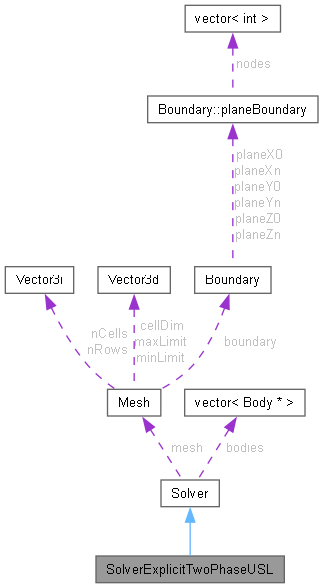 vector< int >
nodes
Boundary::planeBoundary
planeX0
planeXn
planeY0
planeYn
planeZ0
planeZn
Vector3i
Vector3d
Boundary
nCells
nRows
cellDim
maxLimit
minLimit
boundary
Mesh
vector< Body * >
mesh
bodies
Solver
SolverExplicitTwoPhaseUSL